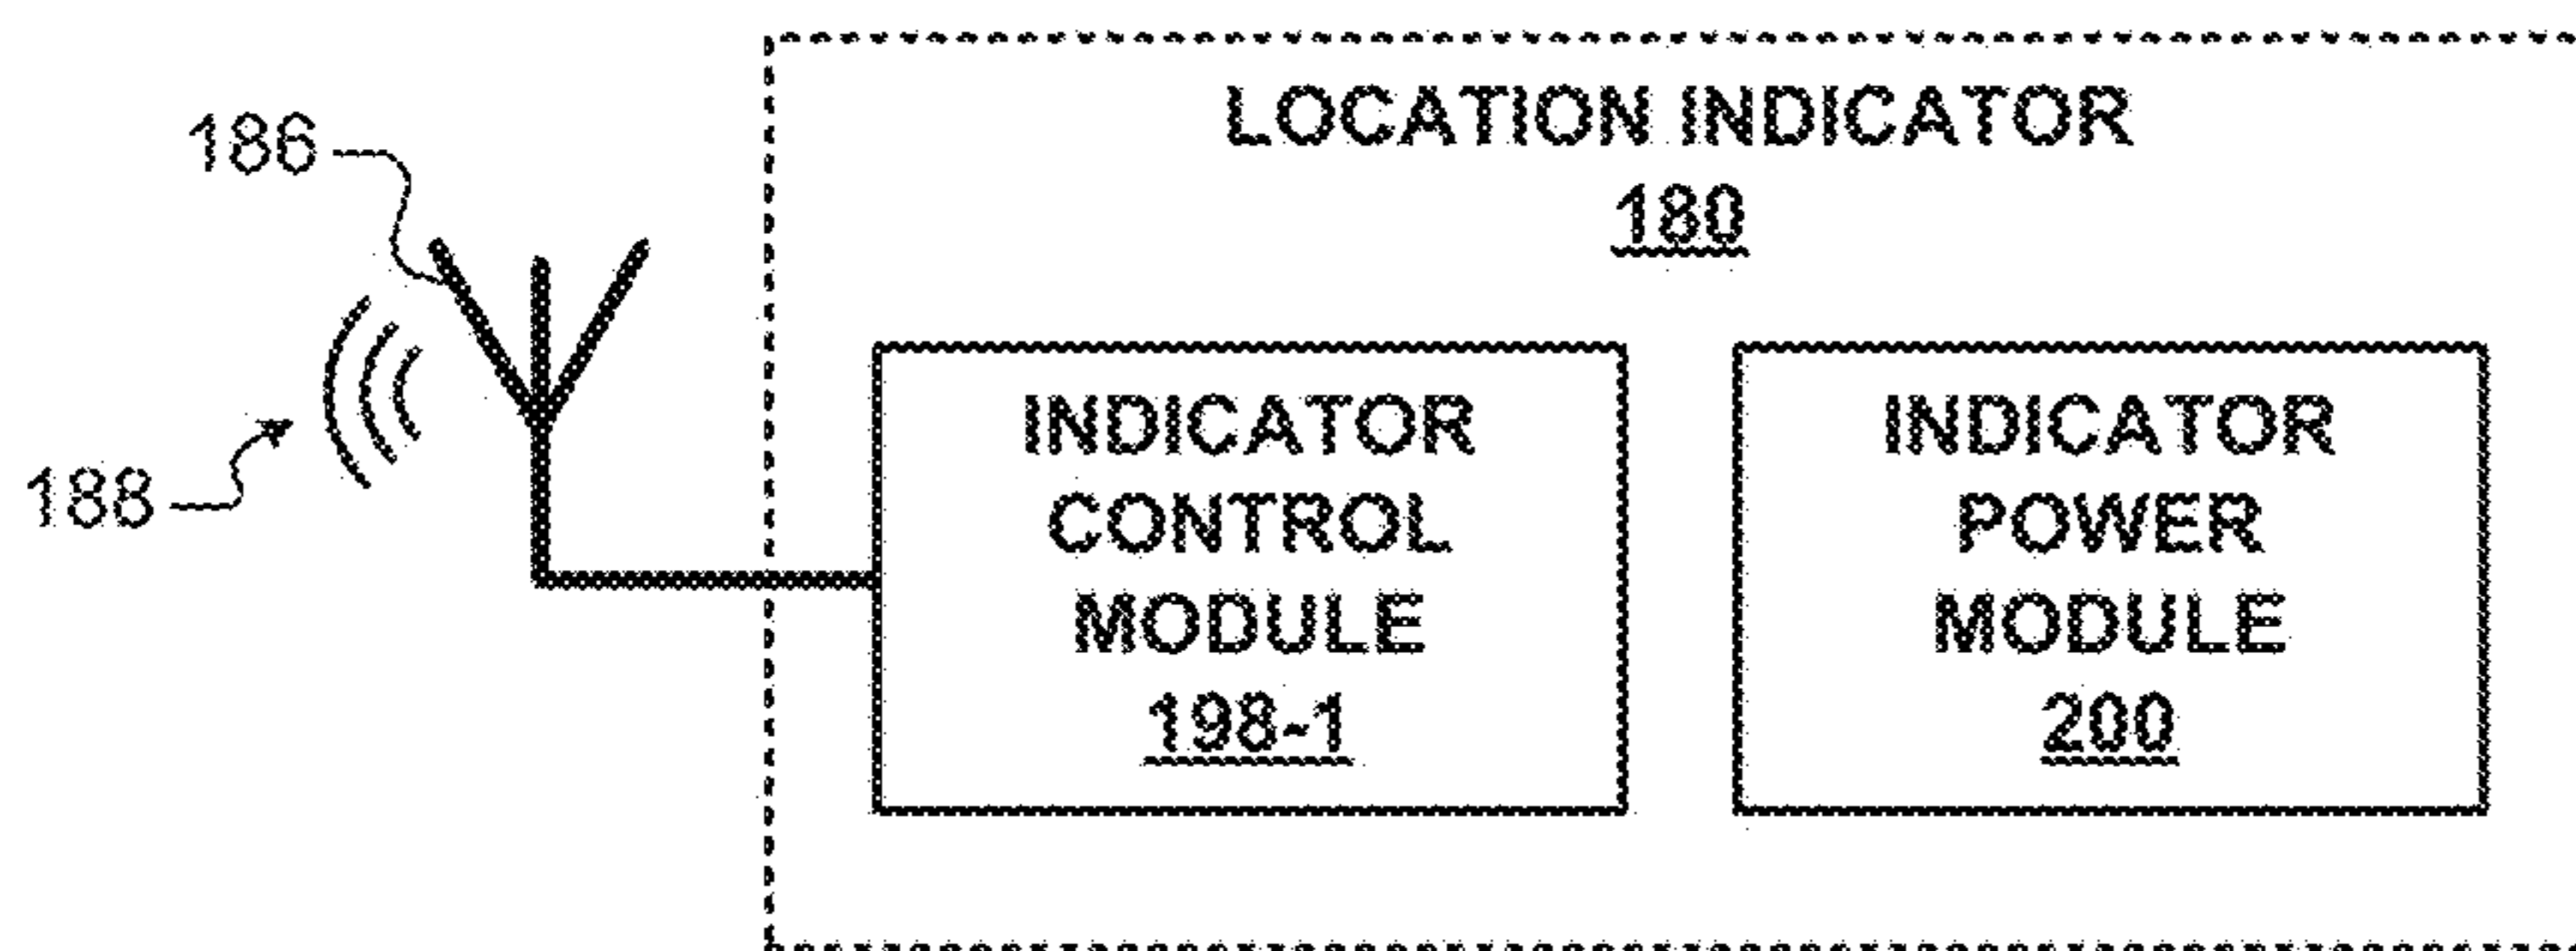 LOCATION INDICATOR
180
186
188
INDICATOR
CONTROL
MODULE
198-1
INDICATOR
POWER
MODULE
200